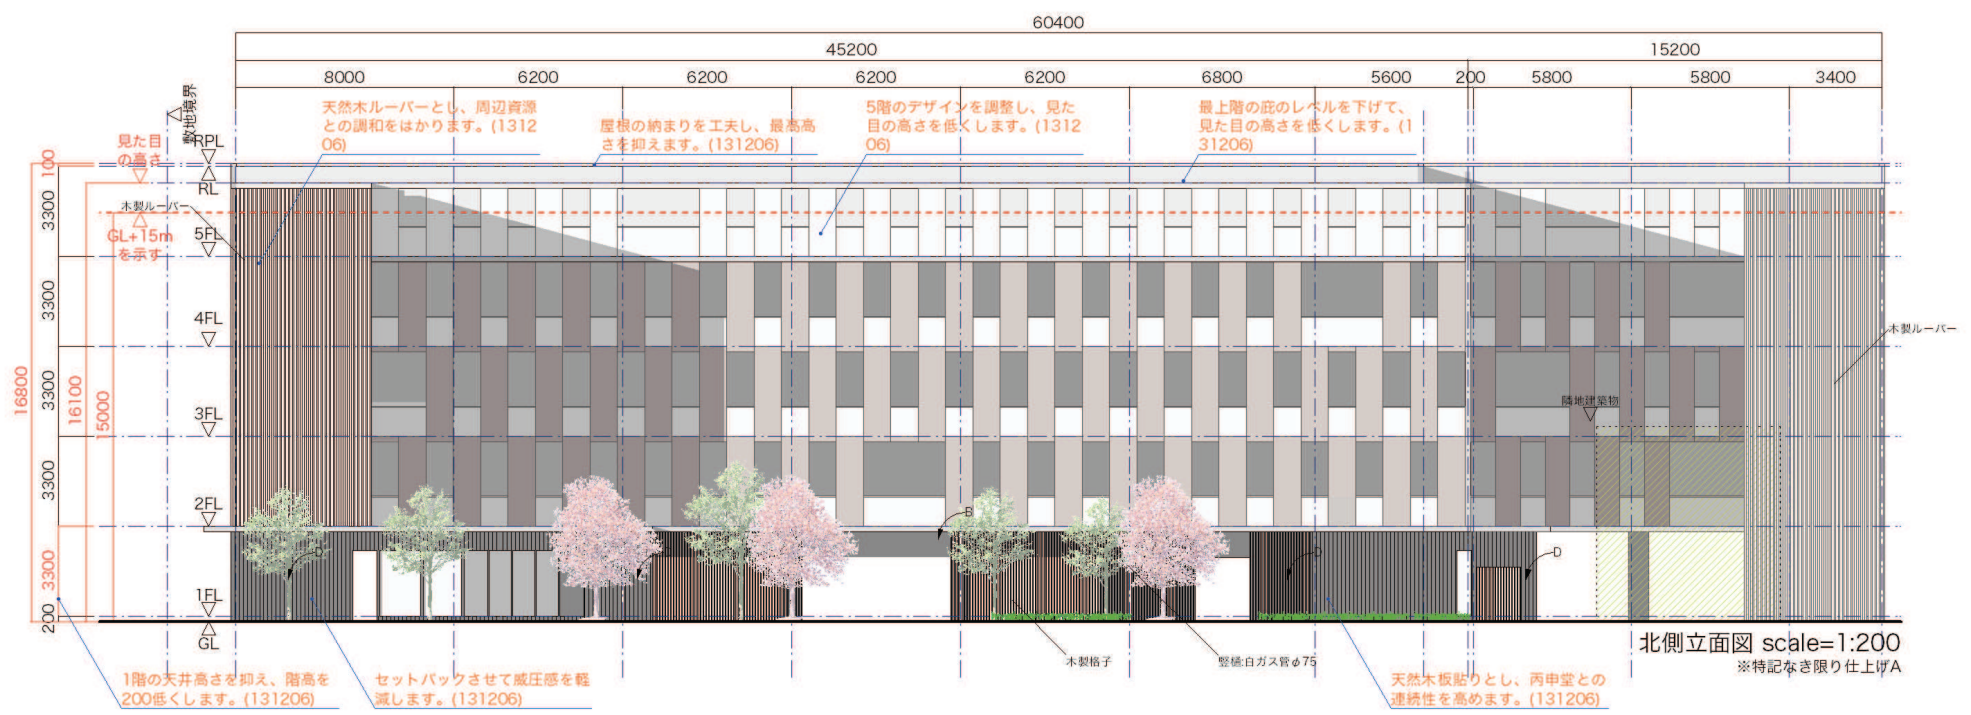 60400
45200
15200
8000
6200
6200
6200
6200
6800
5600
200
5800
5800
3400
敷地境界
見た目
の高さ
RPL
RL
天然木ルーバーとし、周辺資源
との調和をはかります。(1312
06)
屋根の納まりを工夫し、最高高
さを抑えます。(131206)
5階のデザインを調整し、見た
目の高さを低くします。(1312
06)
最上階の庇のレベルを下げて、
見た目の高さを低くします。(1
31206)
木製ルーバー
GL+15m
を示す
5FL
4FL
3FL
2FL
1FL
GL
100
3300
3300
3300
3300
3300
200
16800
16100
15000
木製ルーバー
隣地建築物
D
B
D
D
木製格子
竪樋:白ガス管φ75
北側立面図 scale=1:200
※特記なき限り仕上げA
1階の天井高さを抑え、階高を
200低くします。(131206)
セットバックさせて威圧感を軽
減します。(131206)
天然木板貼りとし、丙申堂との
連続性を高めます。(131206)